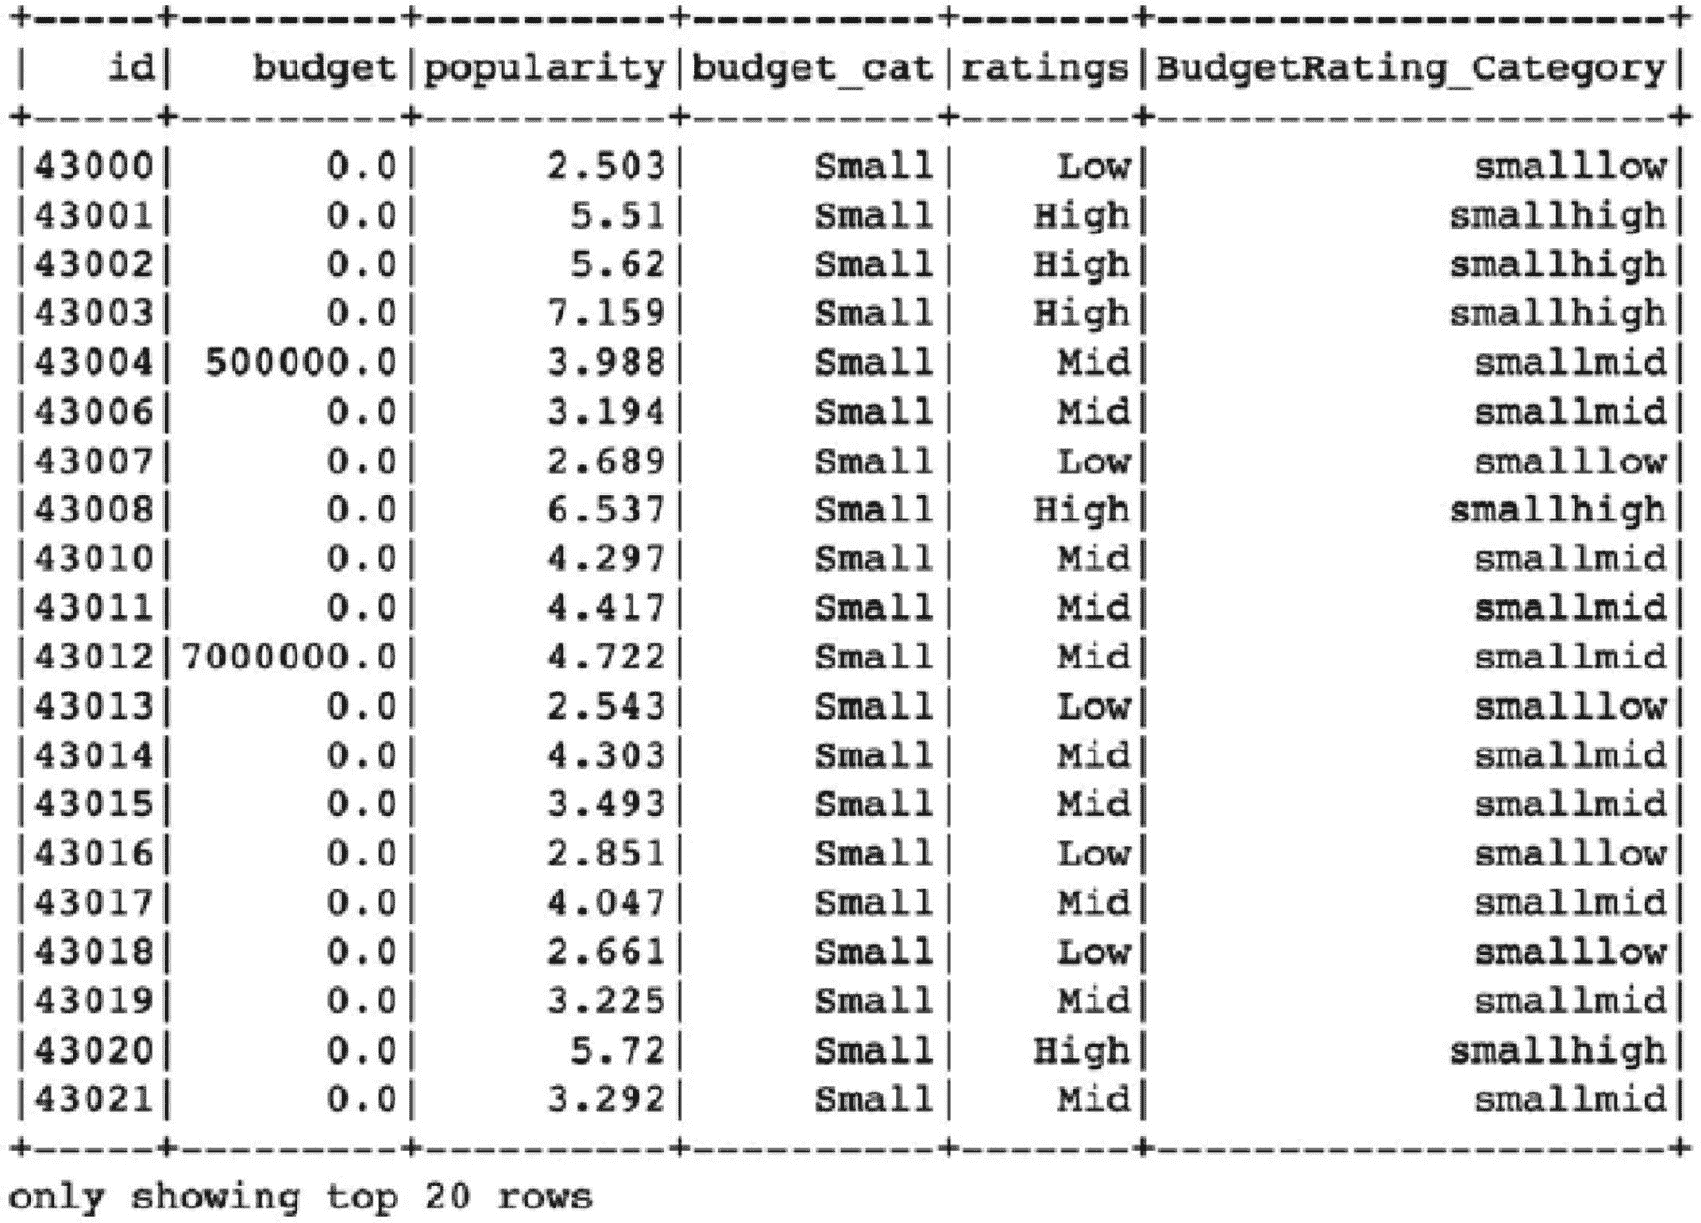 +-----+---------+----------+----------+-------+---------------------+
|   id|   budget|popularity|budget_cat|ratings|BudgetRating_Category|
+-----+---------+----------+----------+-------+---------------------+
|43000|      0.0|     2.503|     Small|    Low|             smalllow|
|43001|      0.0|      5.51|     Small|   High|            smallhigh|
|43002|      0.0|      5.62|     Small|   High|            smallhigh|
|43003|      0.0|     7.159|     Small|   High|            smallhigh|
|43004| 500000.0|     3.988|     Small|    Mid|             smallmid|
|43006|      0.0|     3.194|     Small|    Mid|             smallmid|
|43007|      0.0|     2.689|     Small|    Low|             smalllow|
|43008|      0.0|     6.537|     Small|   High|            smallhigh|
|43010|      0.0|     4.297|     Small|    Mid|             smallmid|
|43011|      0.0|     4.417|     Small|    Mid|             smallmid|
|43012|7000000.0|     4.722|     Small|    Mid|             smallmid|
|43013|      0.0|     2.543|     Small|    Low|             smalllow|
|43014|      0.0|     4.303|     Small|    Mid|             smallmid|
|43015|      0.0|     3.493|     Small|    Mid|             smallmid|
|43016|      0.0|     2.851|     Small|    Low|             smalllow|
|43017|      0.0|     4.047|     Small|    Mid|             smallmid|
|43018|      0.0|     2.661|     Small|    Low|             smalllow|
|43019|      0.0|     3.225|     Small|    Mid|             smallmid|
|43020|      0.0|      5.72|     Small|   High|            smallhigh|
|43021|      0.0|     3.292|     Small|    Mid|             smallmid|
+-----+---------+----------+----------+-------+---------------------+
only showing top 20 rows